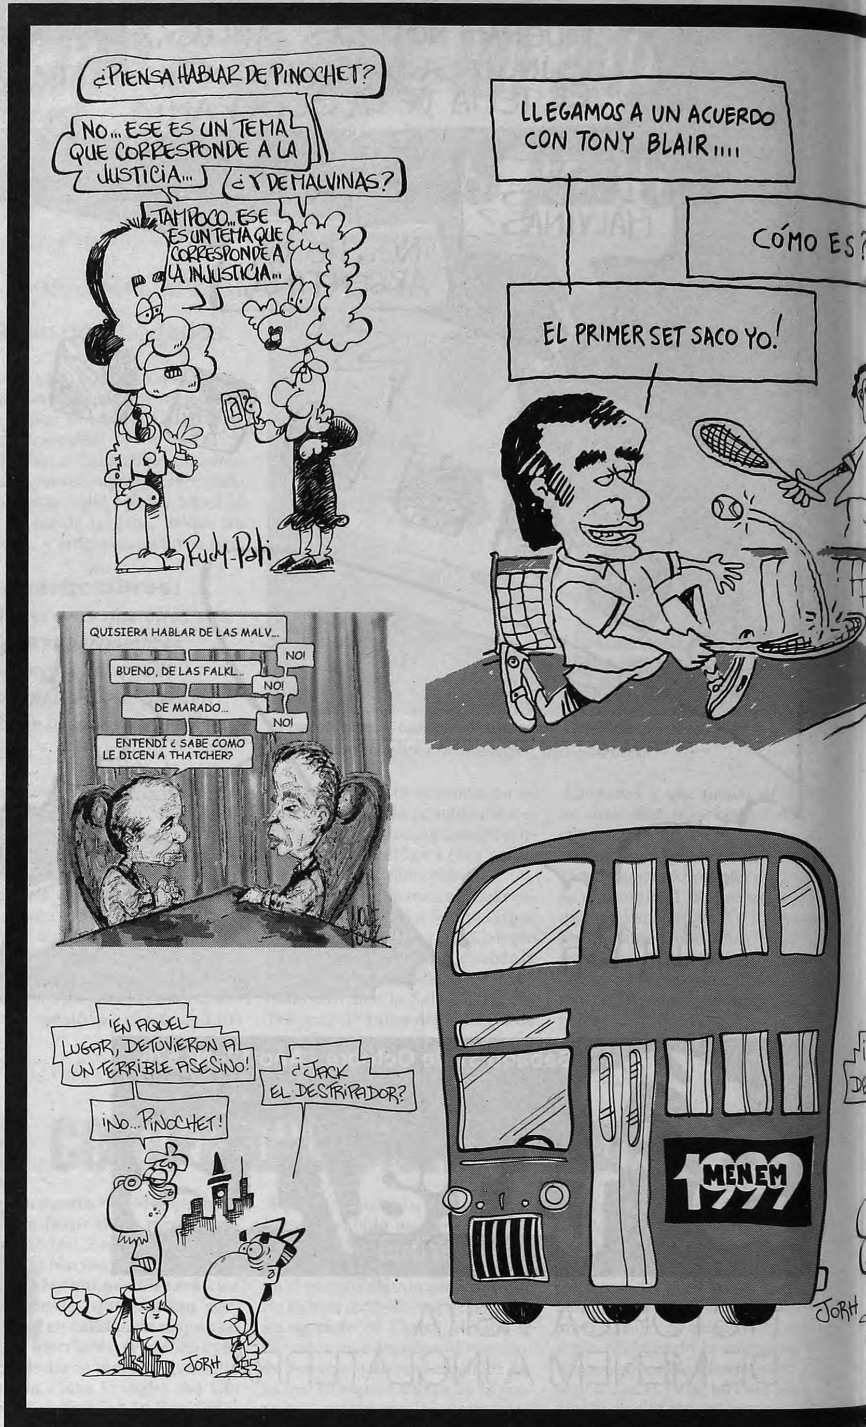 ¿PIENSA HABLAR DE PINOCHET?
NO... ESE ES UN TEMA
QUE CORRESPONDE A LA
JUSTICIA...
¿Y DE MALVINAS?
TAMPOCO... ESE
ES UN TEMA QUE
CORRESPONDE A
LA INJUSTICIA...
Rudy-Pati
LLEGAMOS A UN ACUERDO
CON TONY BLAIR....
CÓMO ES?
EL PRIMER SET SACO YO!
QUISIERA HABLAR DE LAS MALV...
NO!
BUENO, DE LAS FALKL...
NO!
DE MARADO...
NO!
ENTENDÍ ¿ SABE COMO
LE DICEN A THATCHER?
¡EN AQUEL
LUGAR, DETUVIERON A
UN TERRIBLE ASESINO!
¿JACK
EL DESTRIPADOR?
¡NO... PINOCHET!
JORH
MENEM
1999
JORH